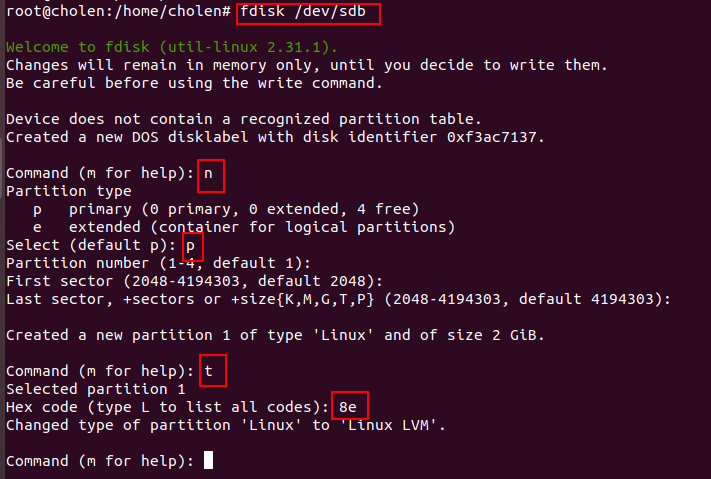 root@cholen:/home/cholen# fdisk /dev/sdb
Welcome to fdisk (util-linux 2.31.1).
Changes will remain in memory only, until you decide to write them.
Be careful before using the write command.
Device does not contain a recognized partition table.
Created a new DOS disklabel with disk identifier 0xf3ac7137.
Command (m for help): n
Partition type
   p   primary (0 primary, 0 extended, 4 free)
   e   extended (container for logical partitions)
Select (default p): p
Partition number (1-4, default 1):
First sector (2048-4194303, default 2048):
Last sector, +sectors or +size{K,M,G,T,P} (2048-4194303, default 4194303):
Created a new partition 1 of type 'Linux' and of size 2 GiB.
Command (m for help): t
Selected partition 1
Hex code (type L to list all codes): 8e
Changed type of partition 'Linux' to 'Linux LVM'.
Command (m for help):